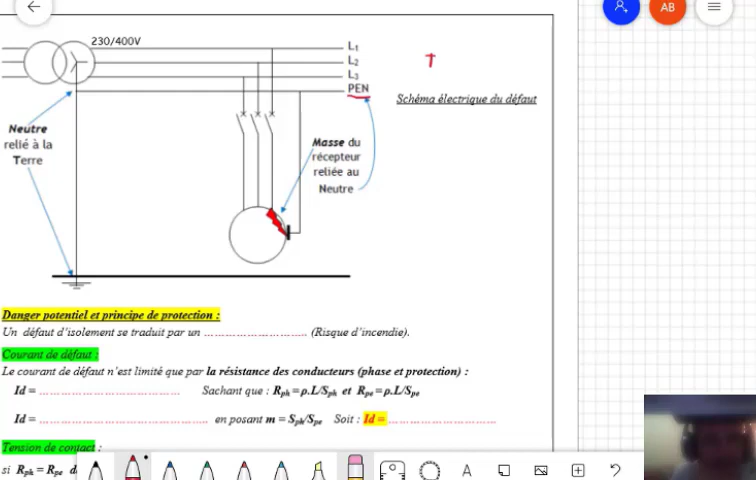 AB
230/400V
L1
L2
L3
PEN
T
Schéma électrique du défaut
Neutre
relié à la
Terre
Masse du
récepteur
reliée au
Neutre
Danger potentiel et principe de protection :
Un défaut d'isolement se traduit par un ............................. (Risque d'incendie).
Courant de défaut :
Le courant de défaut n'est limité que par la résistance des conducteurs (phase et protection) :
Id = ....................................... Sachant que : Rph=ρ.L/Sph et Rpe=ρ.L/Spe
Id = ............................................... en posant m = Sph/Spe Soit : Id = ..............................
Tension de contact :
si Rph = Rpe d
A